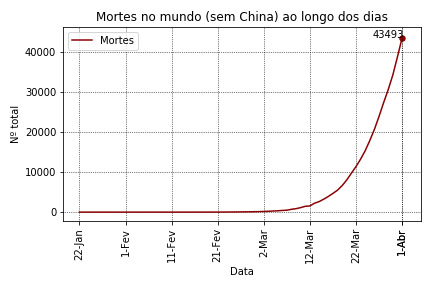 Mortes no mundo (sem China) ao longo dos dias
Mortes
43493
40000
30000
20000
10000
0
Nº total
22-Jan
1-Fev
11-Fev
21-Fev
2-Mar
12-Mar
22-Mar
1-Abr
Data